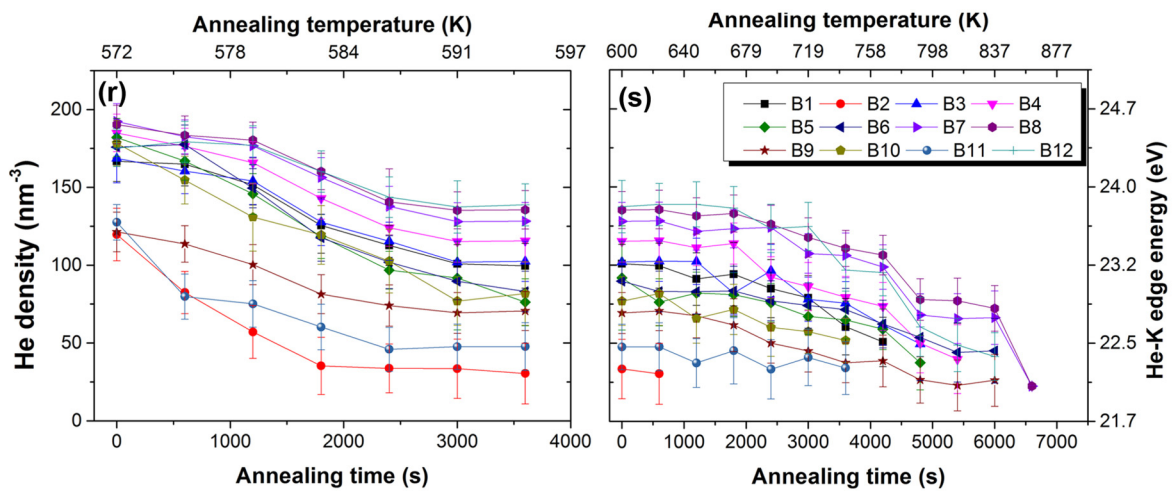 Annealing temperature (K)
572 578 584 591 597
(r)
He density (nm⁻³)
200
150
100
50
0
0 1000 2000 3000 4000
Annealing time (s)
Annealing temperature (K)
600 640 679 719 758 798 837 877
(s)
B1 B2 B3 B4
B5 B6 B7 B8
B9 B10 B11 B12
24.7
24.0
23.2
22.5
21.7
He-K edge energy (eV)
0 1000 2000 3000 4000 5000 6000 7000
Annealing time (s)